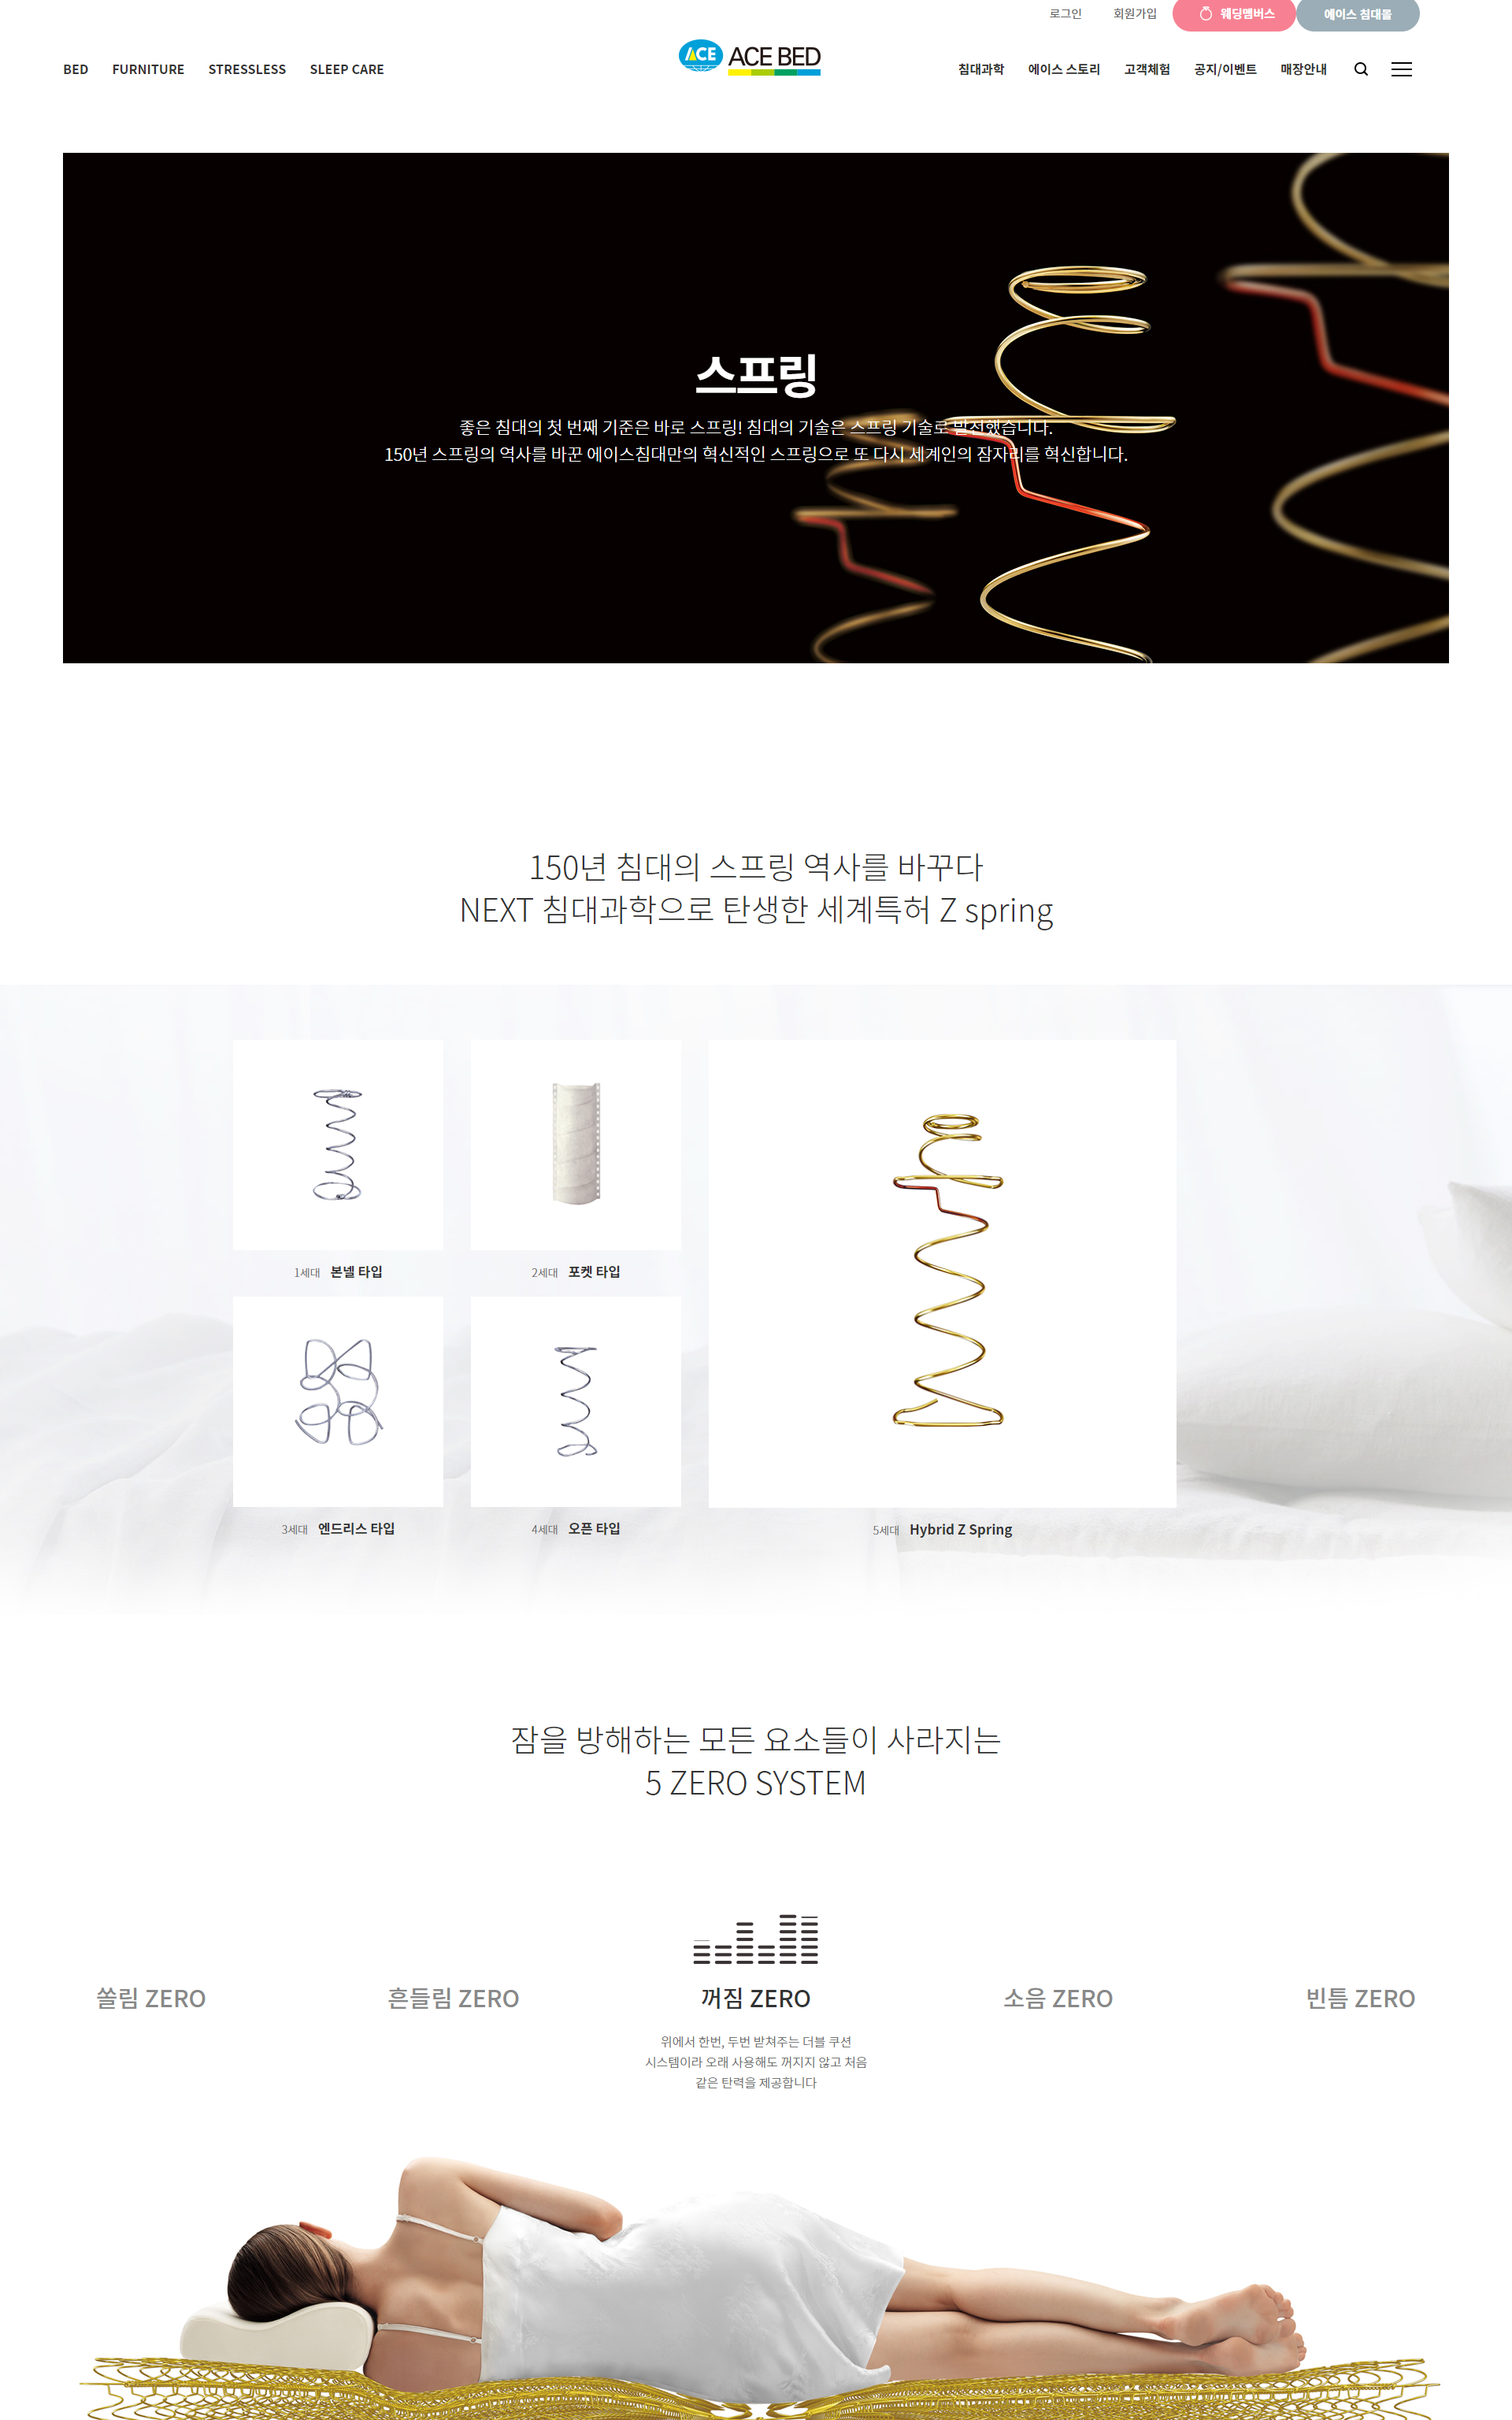 로그인
회원가입
웨딩멤버스
에이스 침대몰
BED
FURNITURE
STRESSLESS
SLEEP CARE
ACE
ACE BED
침대과학
에이스 스토리
고객체험
공지/이벤트
매장안내
스프링
좋은 침대의 첫 번째 기준은 바로 스프링! 침대의 기술은 스프링 기술로 발전했습니다.
150년 스프링의 역사를 바꾼 에이스침대만의 혁신적인 스프링으로 또 다시 세계인의 잠자리를 혁신합니다.
150년 침대의 스프링 역사를 바꾸다
NEXT 침대과학으로 탄생한 세계특허 Z spring
1세대 본넬 타입
2세대 포켓 타입
3세대 엔드리스 타입
4세대 오픈 타입
5세대 Hybrid Z Spring
잠을 방해하는 모든 요소들이 사라지는
5 ZERO SYSTEM
쏠림 ZERO
흔들림 ZERO
꺼짐 ZERO
소음 ZERO
빈틈 ZERO
위에서 한번, 두번 받쳐주는 더블 쿠션
시스템이라 오래 사용해도 꺼지지 않고 처음
같은 탄력을 제공합니다